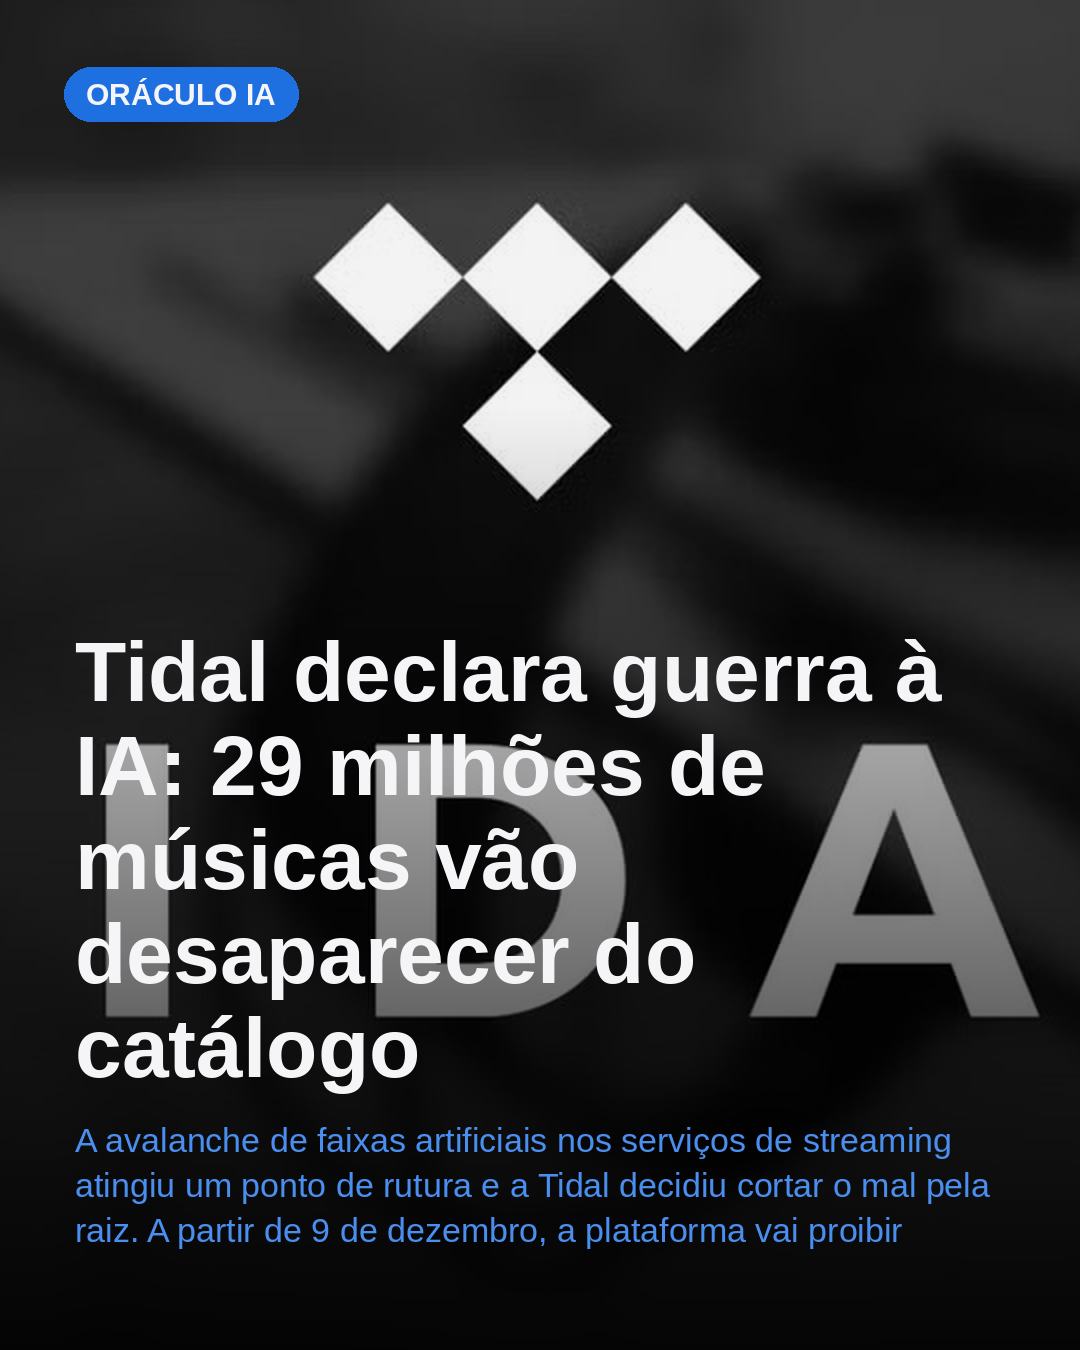 ORÁCULO IA
Tidal declara guerra à
IA: 29 milhões de
músicas vão
desaparecer do
catálogo
I D A
A avalanche de faixas artificiais nos serviços de streaming
atingiu um ponto de rutura e a Tidal decidiu cortar o mal pela
raiz. A partir de 9 de dezembro, a plataforma vai proibir